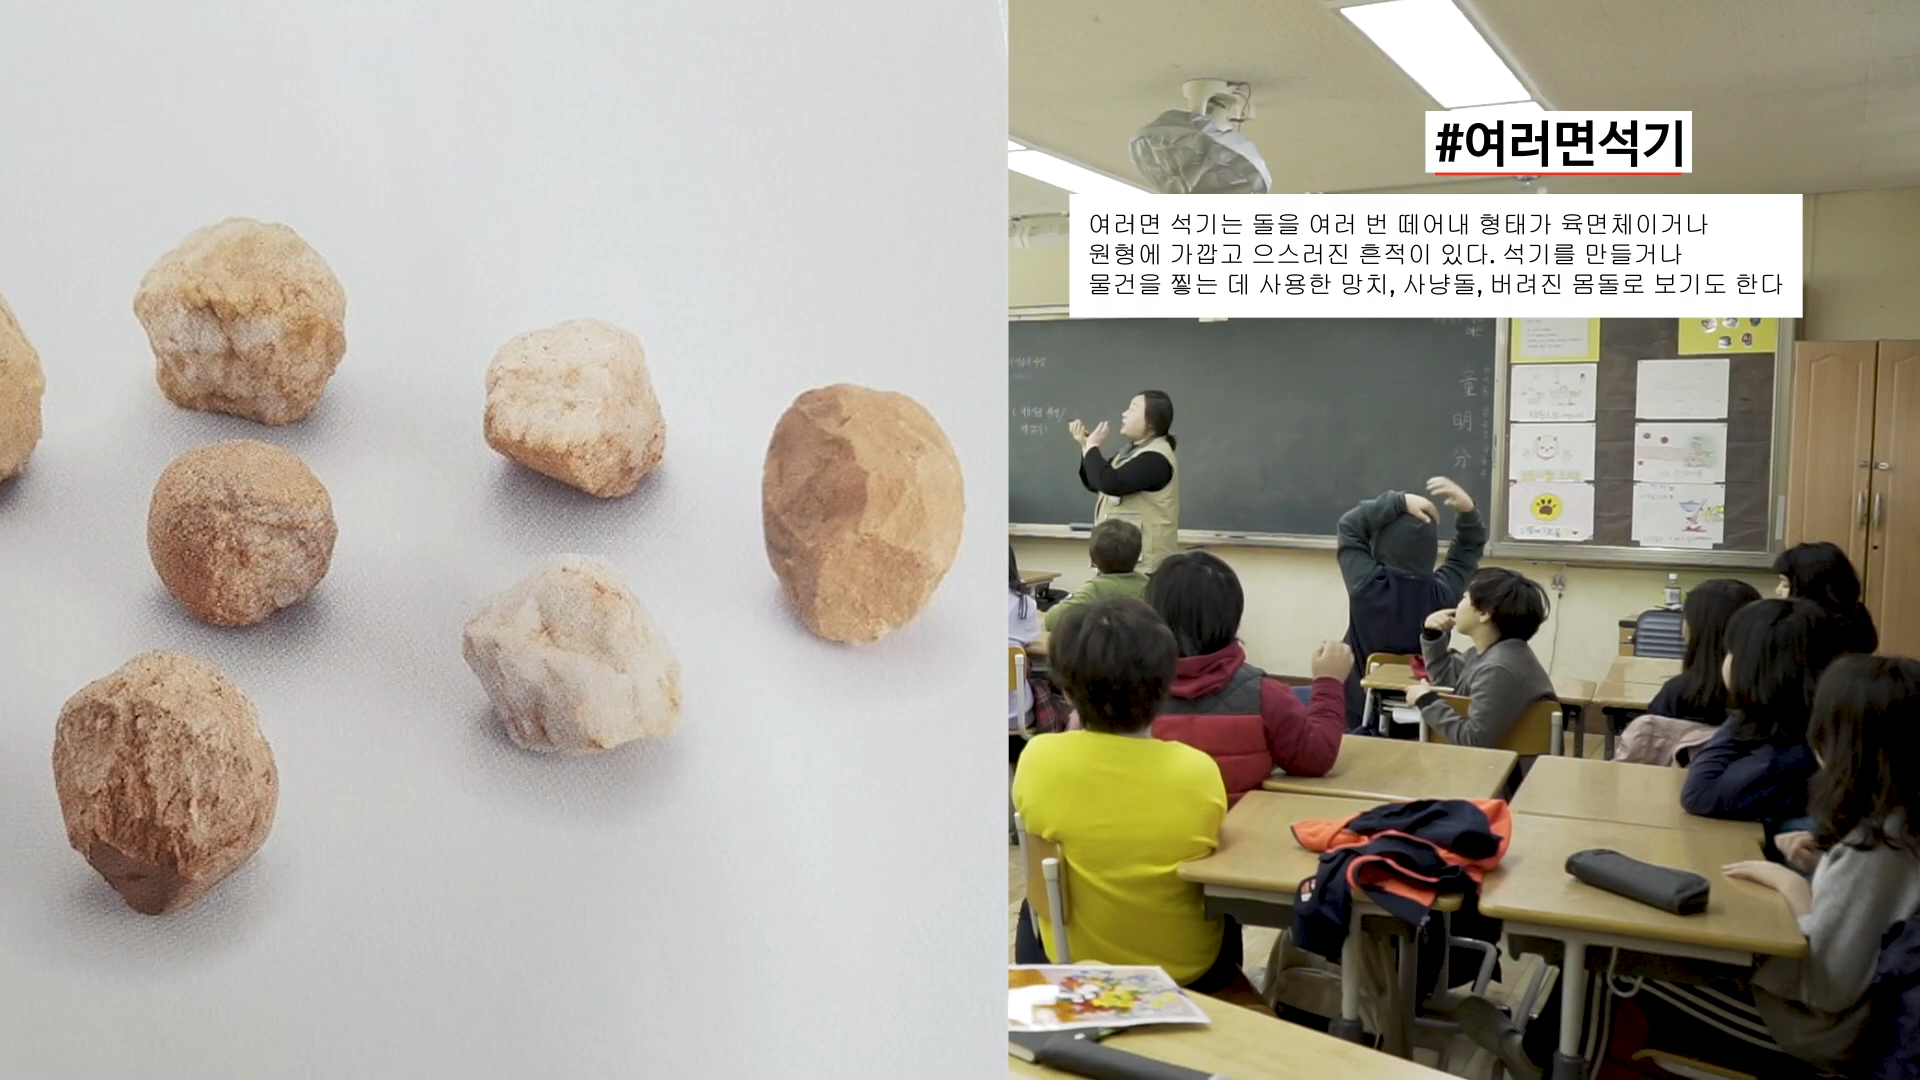 #여러면석기
여러면 석기는 돌을 여러 번 떼어내 형태가 육면체이거나
원형에 가깝고 으스러진 흔적이 있다. 석기를 만들거나
물건을 찧는 데 사용한 망치, 사냥돌, 버려진 몸돌로 보기도 한다
童
明
分